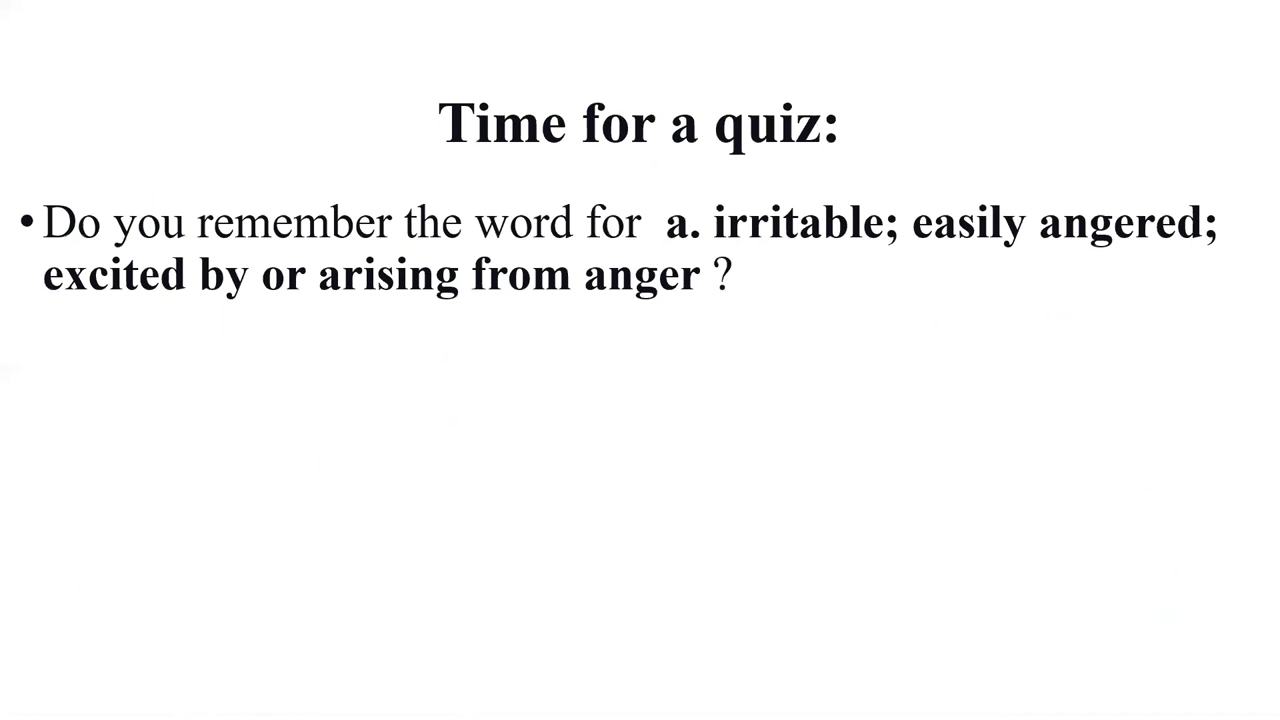 Time for a quiz:
• Do you remember the word for a. irritable; easily angered;
excited by or arising from anger ?